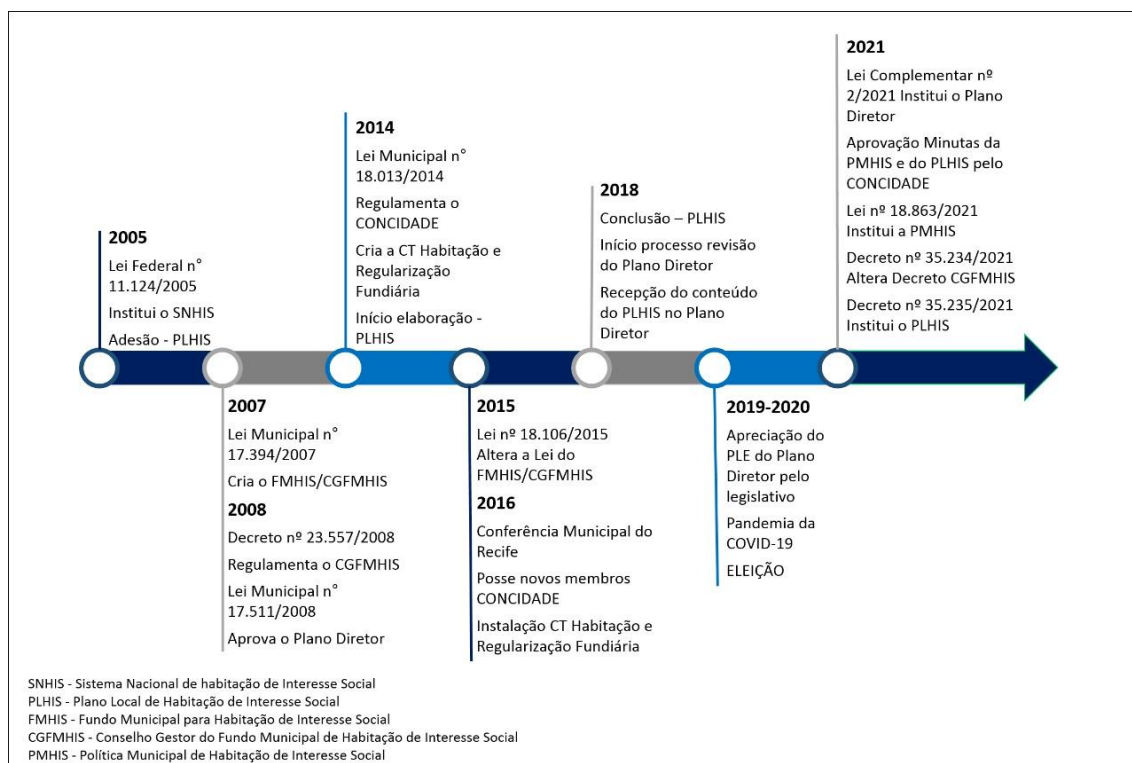 2005
Lei Federal n°
11.124/2005
Institui o SNHIS
Adesão - PLHIS
2007
Lei Municipal n°
17.394/2007
Cria o FMHIS/CGFMHIS
2008
Decreto nº 23.557/2008
Regulamenta o CGFMHIS
Lei Municipal n°
17.511/2008
Aprova o Plano Diretor
2014
Lei Municipal n°
18.013/2014
Regulamenta o
CONCIDADE
Cria a CT Habitação e
Regularização
Fundiária
Início elaboração -
PLHIS
2015
Lei nº 18.106/2015
Altera a Lei do
FMHIS/CGFMHIS
2016
Conferência Municipal do
Recife
Posse novos membros
CONCIDADE
Instalação CT Habitação e
Regularização Fundiária
2018
Conclusão – PLHIS
Início processo revisão
do Plano Diretor
Recepção do conteúdo
do PLHIS no Plano
Diretor
2019-2020
Apreciação do
PLE do Plano
Diretor pelo
legislativo
Pandemia da
COVID-19
ELEIÇÃO
2021
Lei Complementar nº
2/2021 Institui o Plano
Diretor
Aprovação Minutas da
PMHIS e do PLHIS pelo
CONCIDADE
Lei nº 18.863/2021
Institui a PMHIS
Decreto nº 35.234/2021
Altera Decreto CGFMHIS
Decreto nº 35.235/2021
Institui o PLHIS
SNHIS - Sistema Nacional de habitação de Interesse Social
PLHIS - Plano Local de Habitação de Interesse Social
FMHIS - Fundo Municipal para Habitação de Interesse Social
CGFMHIS - Conselho Gestor do Fundo Municipal de Habitação de Interesse Social
PMHIS - Política Municipal de Habitação de Interesse Social